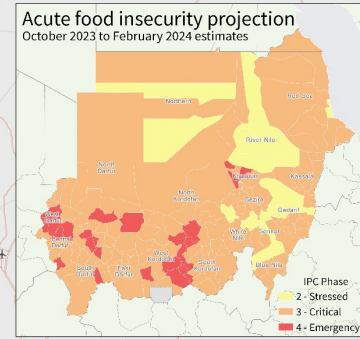 Acute food insecurity projection
October 2023 to February 2024 estimates
Northern
Red Sea
River Nile
North
Darfur
Khartoum
Kassala
North
Kordofan
Gezira
Gedaref
West
Darfur
White
Nile
Sennar
Central
Darfur
West
Kordofan
South
Kordofan
Blue Nile
South
Darfur
East
Darfur
IPC Phase
2 - Stressed
3 - Critical
4 - Emergency